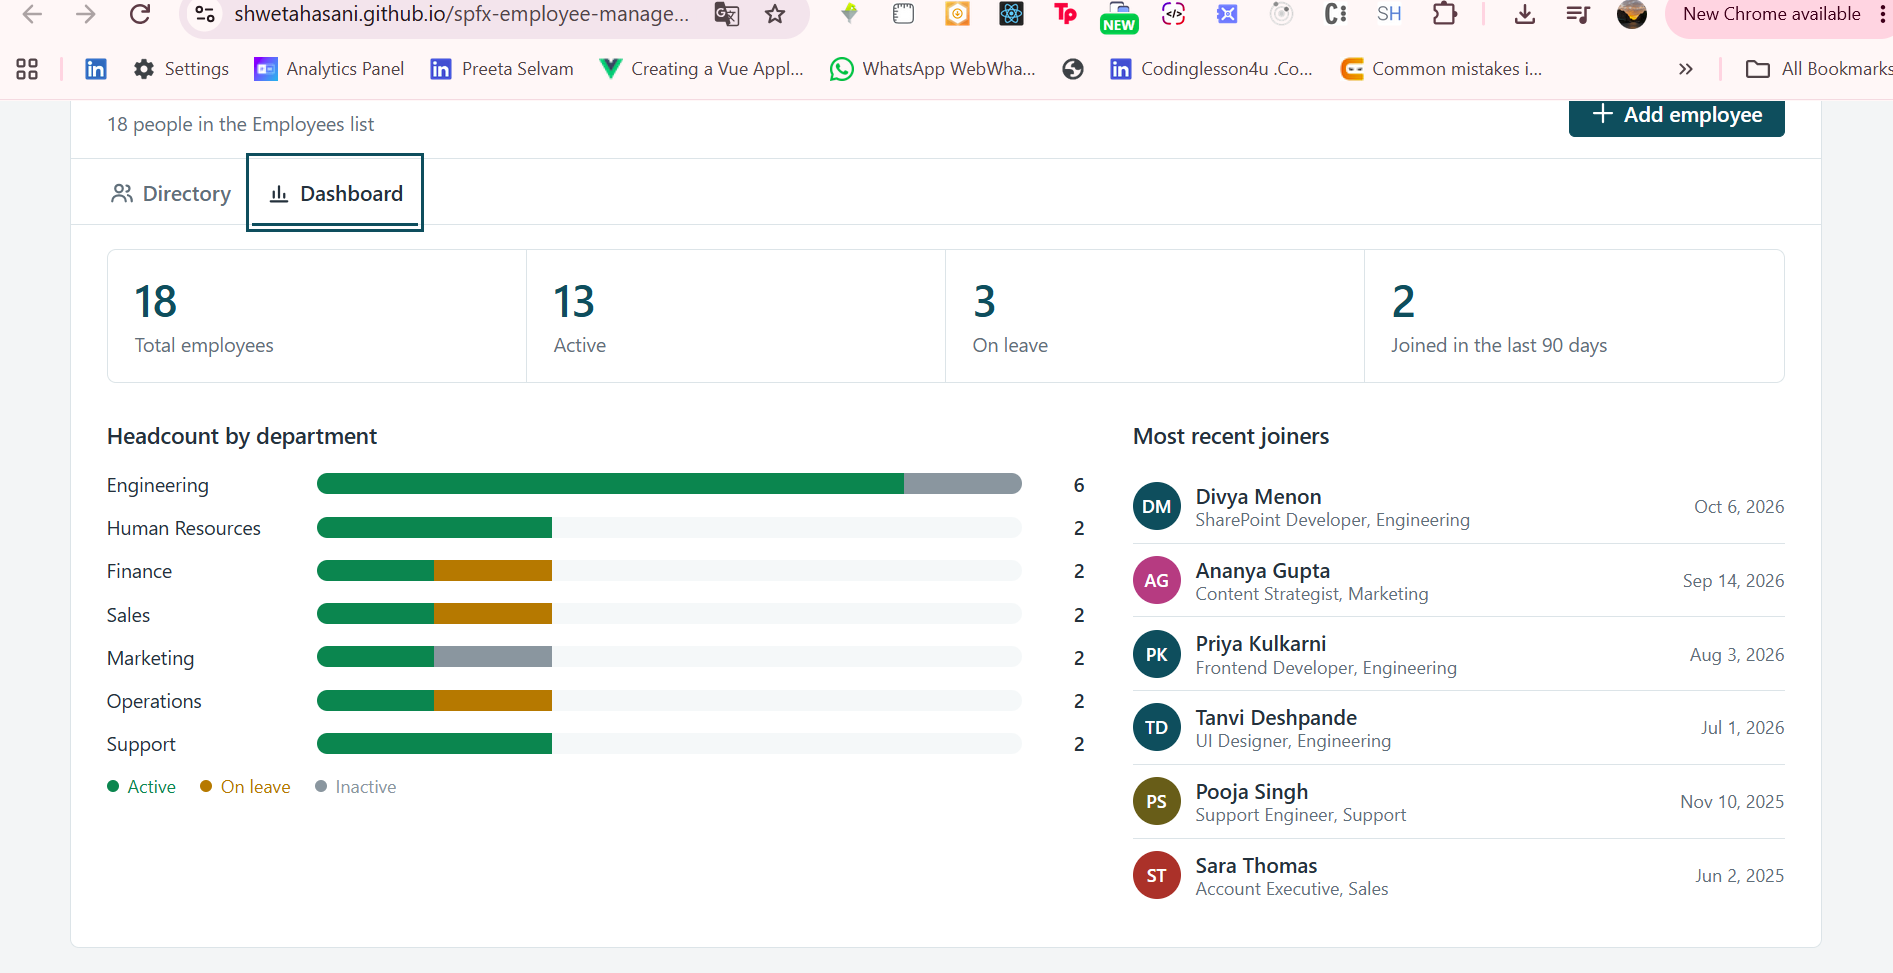 shwetahasani.github.io/spfx-employee-manage...
NEW
SH
New Chrome available
Settings
Analytics Panel
Preeta Selvam
Creating a Vue Appl...
WhatsApp WebWha...
Codinglesson4u .Co...
Common mistakes i...
All Bookmarks
18 people in the Employees list
+ Add employee
Directory
Dashboard
18
Total employees
13
Active
3
On leave
2
Joined in the last 90 days
Headcount by department
Engineering 6
Human Resources 2
Finance 2
Sales 2
Marketing 2
Operations 2
Support 2
Active On leave Inactive
Most recent joiners
DM
Divya Menon
SharePoint Developer, Engineering
Oct 6, 2026
AG
Ananya Gupta
Content Strategist, Marketing
Sep 14, 2026
PK
Priya Kulkarni
Frontend Developer, Engineering
Aug 3, 2026
TD
Tanvi Deshpande
UI Designer, Engineering
Jul 1, 2026
PS
Pooja Singh
Support Engineer, Support
Nov 10, 2025
ST
Sara Thomas
Account Executive, Sales
Jun 2, 2025